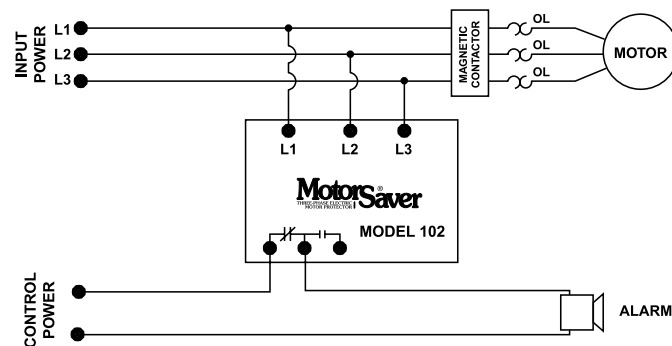 INPUT POWER
L1
L2
L3
MAGNETIC CONTACTOR
OL
OL
OL
MOTOR
L1 L2 L3
MotorSaver®
THREE-PHASE ELECTRIC
MOTOR PROTECTOR
MODEL 102
CONTROL POWER
ALARM